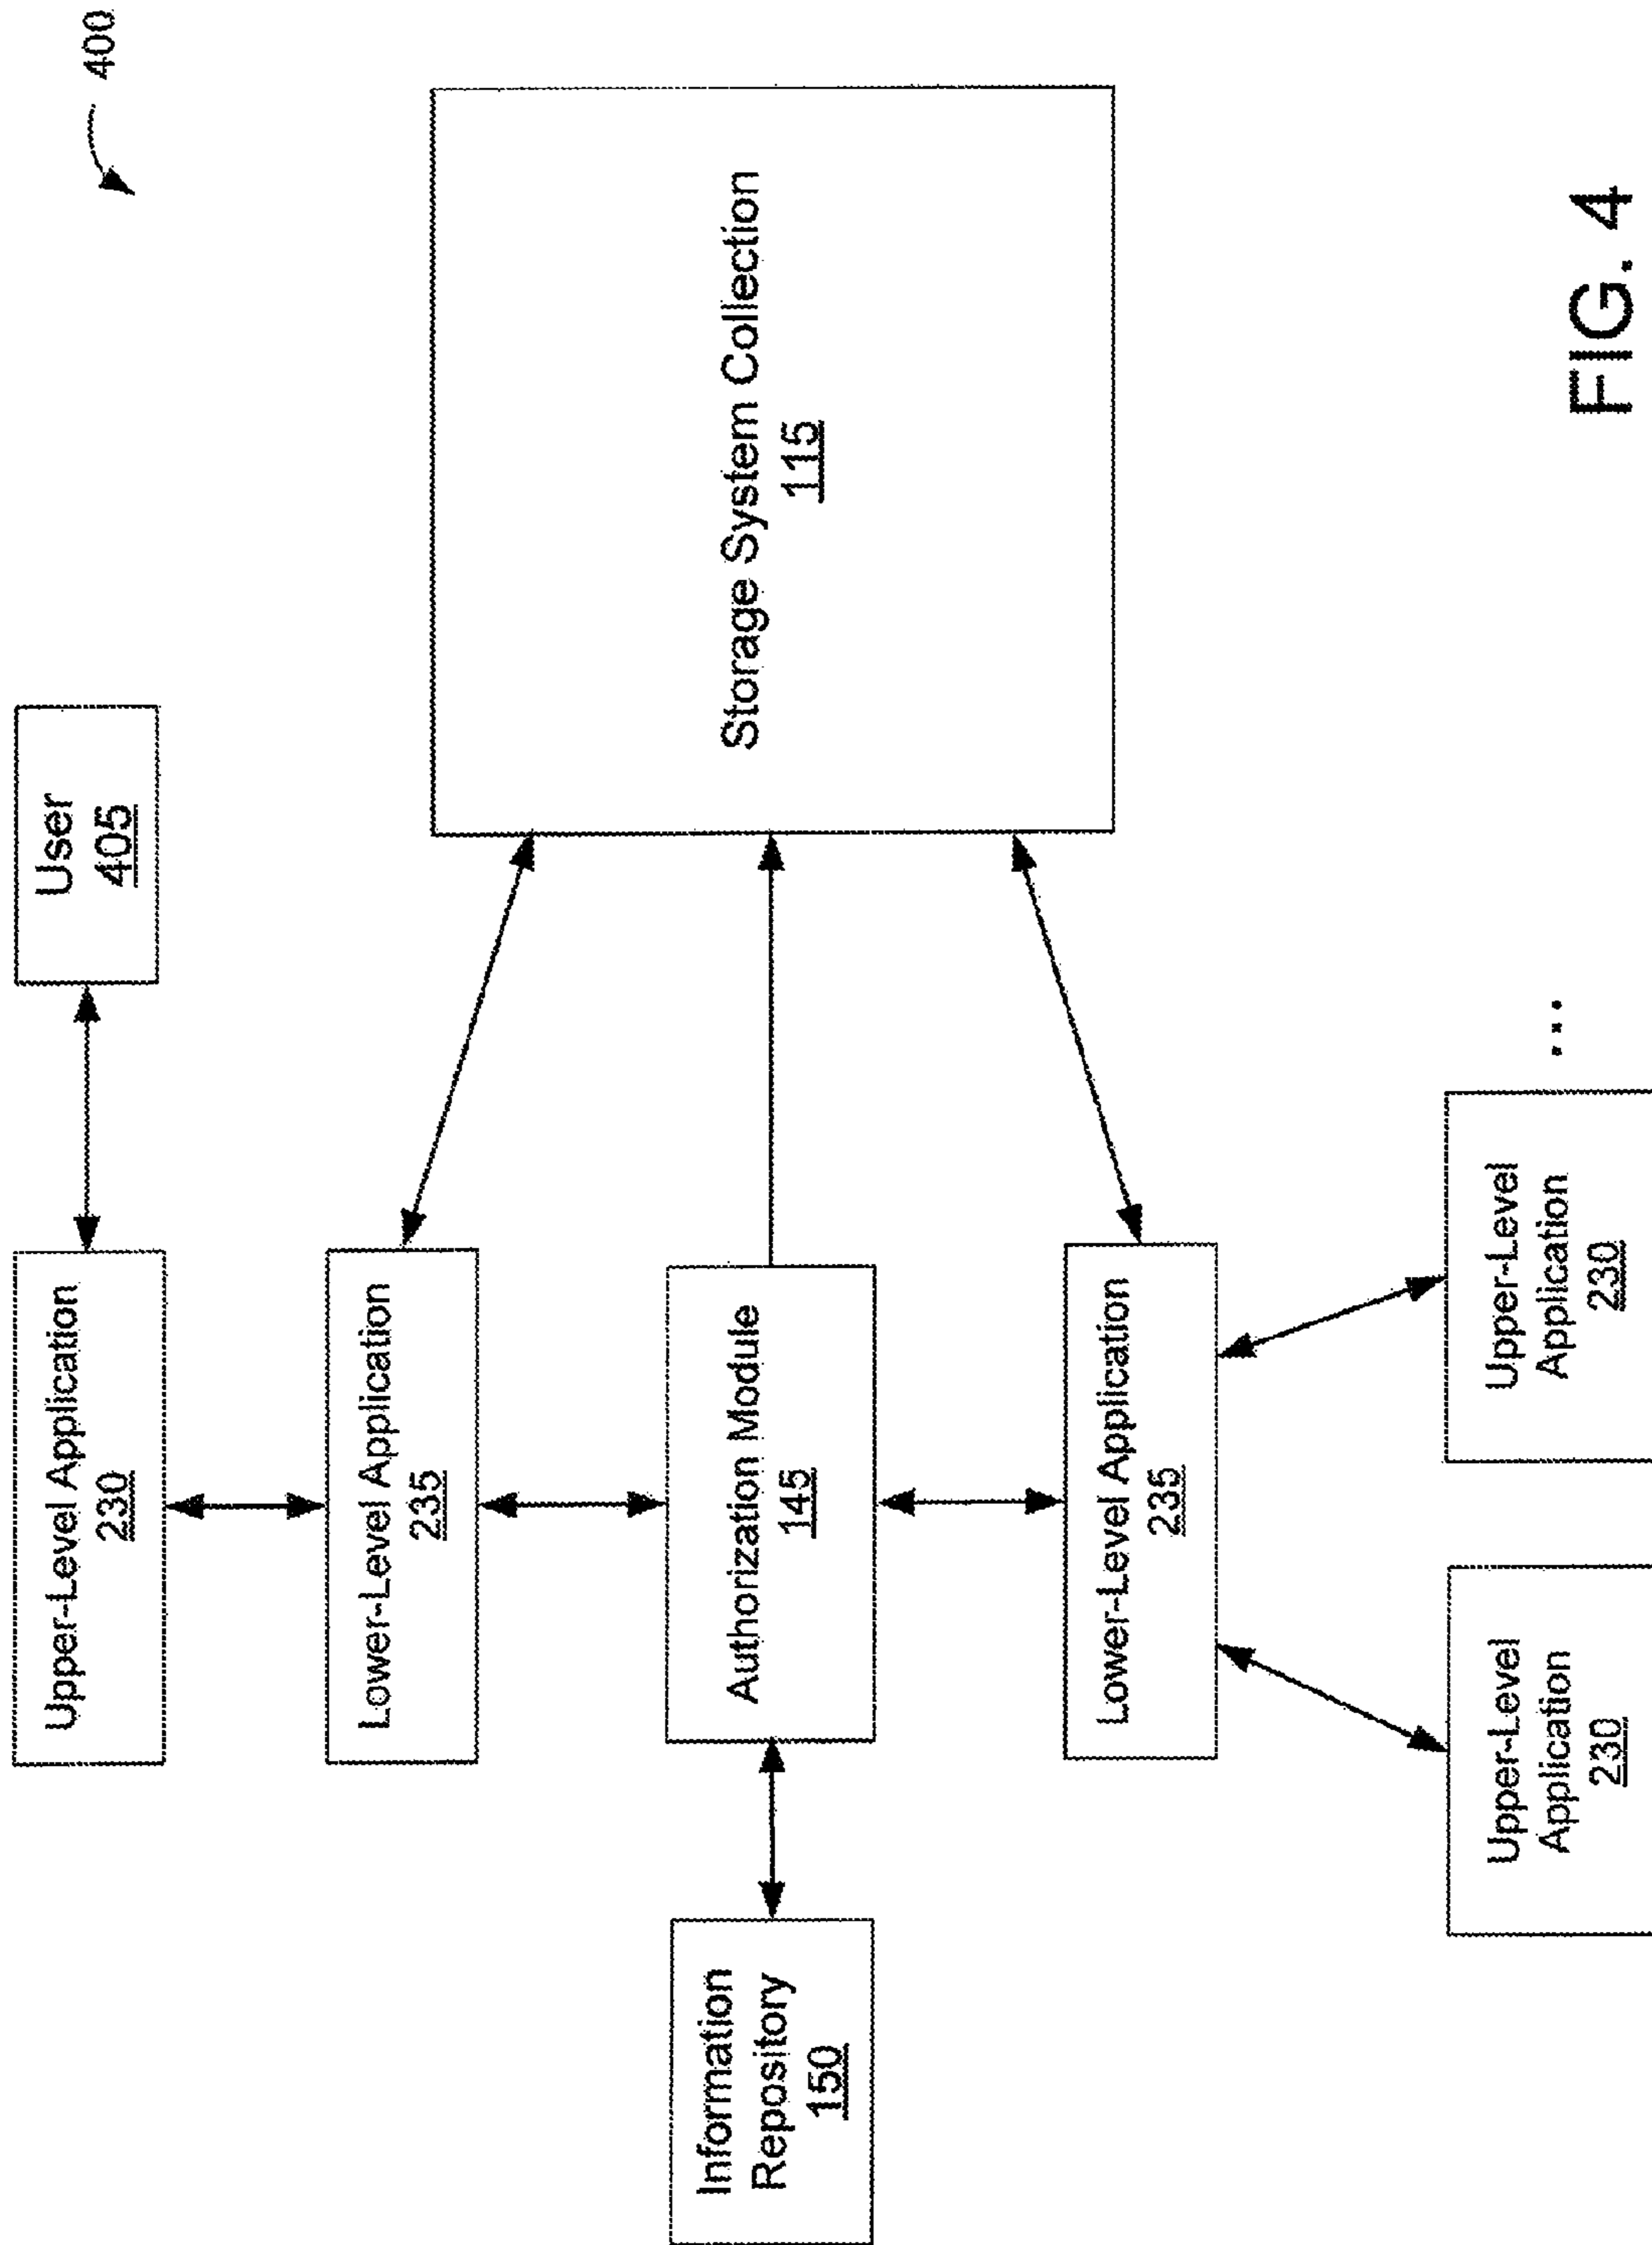 400
User
405
Upper-Level Application
230
Lower-Level Application
235
Storage System Collection
115
Authorization Module
145
Information
Repository
150
Lower-Level Application
235
Upper-Level
Application
230
Upper-Level
Application
230
...
FIG. 4